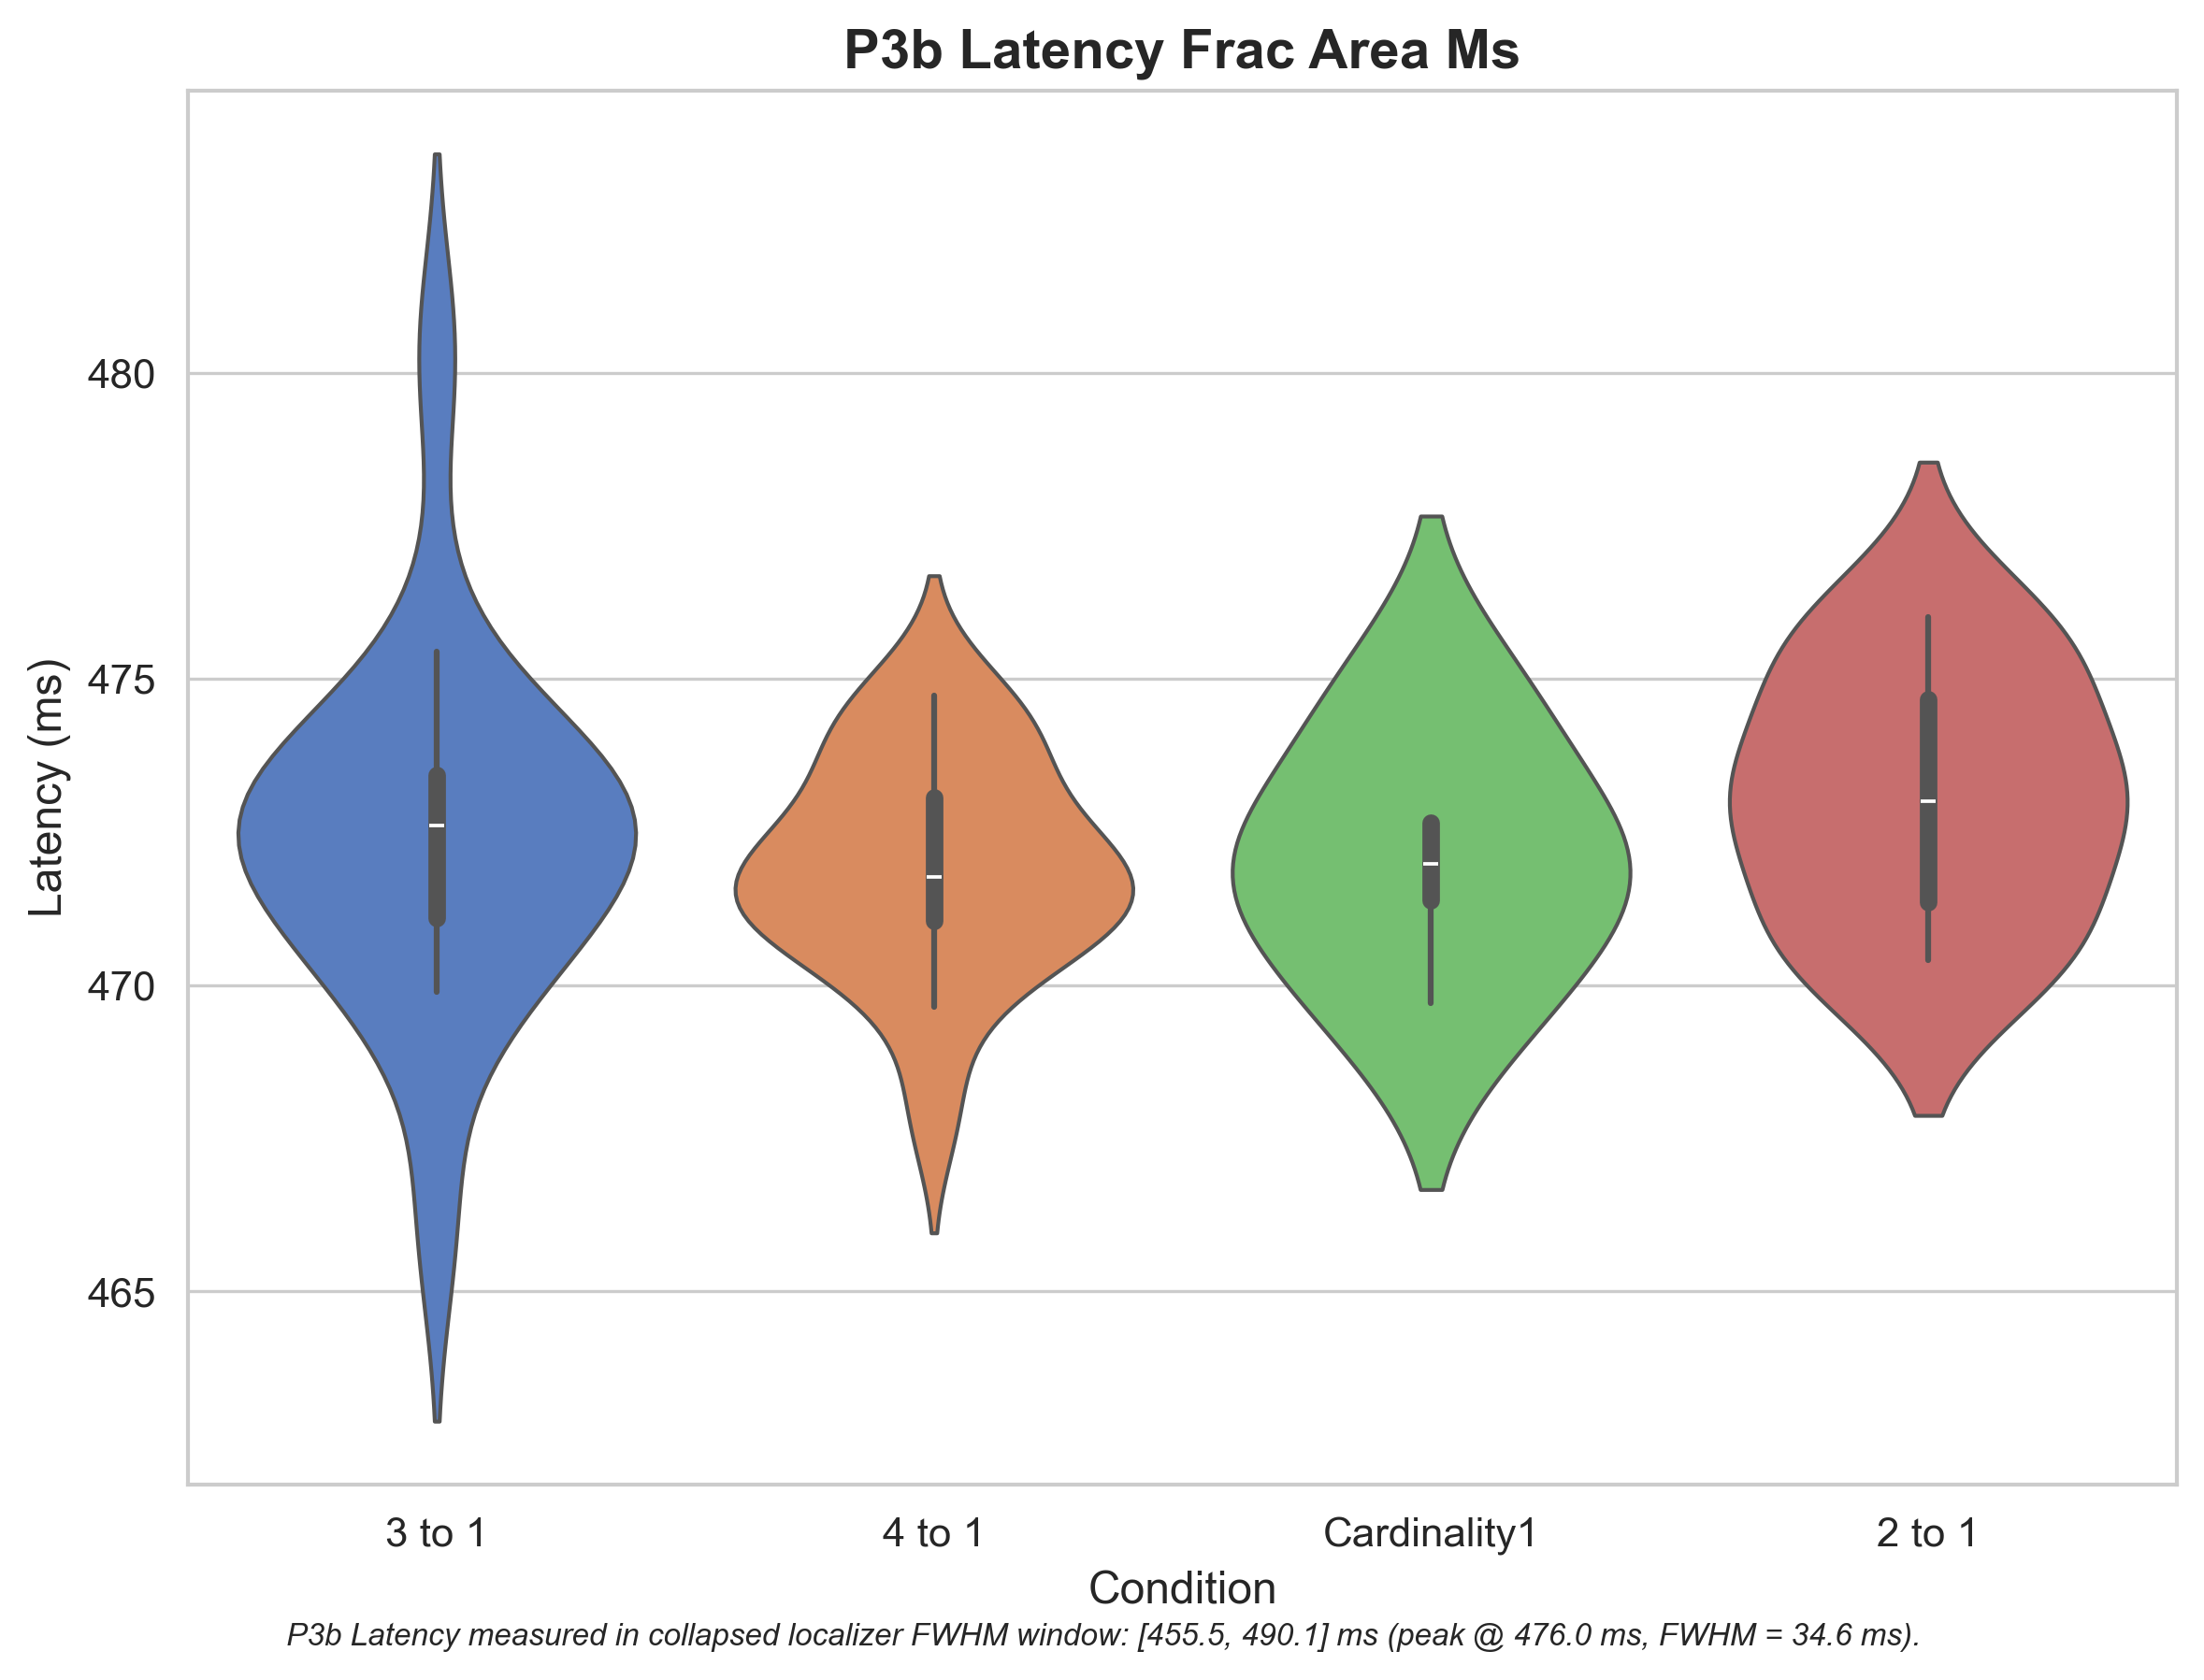 P3b Latency Frac Area Ms
480
475
470
465
Latency (ms)
3 to 1
4 to 1
Cardinality1
2 to 1
Condition
P3b Latency measured in collapsed localizer FWHM window: [455.5, 490.1] ms (peak @ 476.0 ms, FWHM = 34.6 ms).